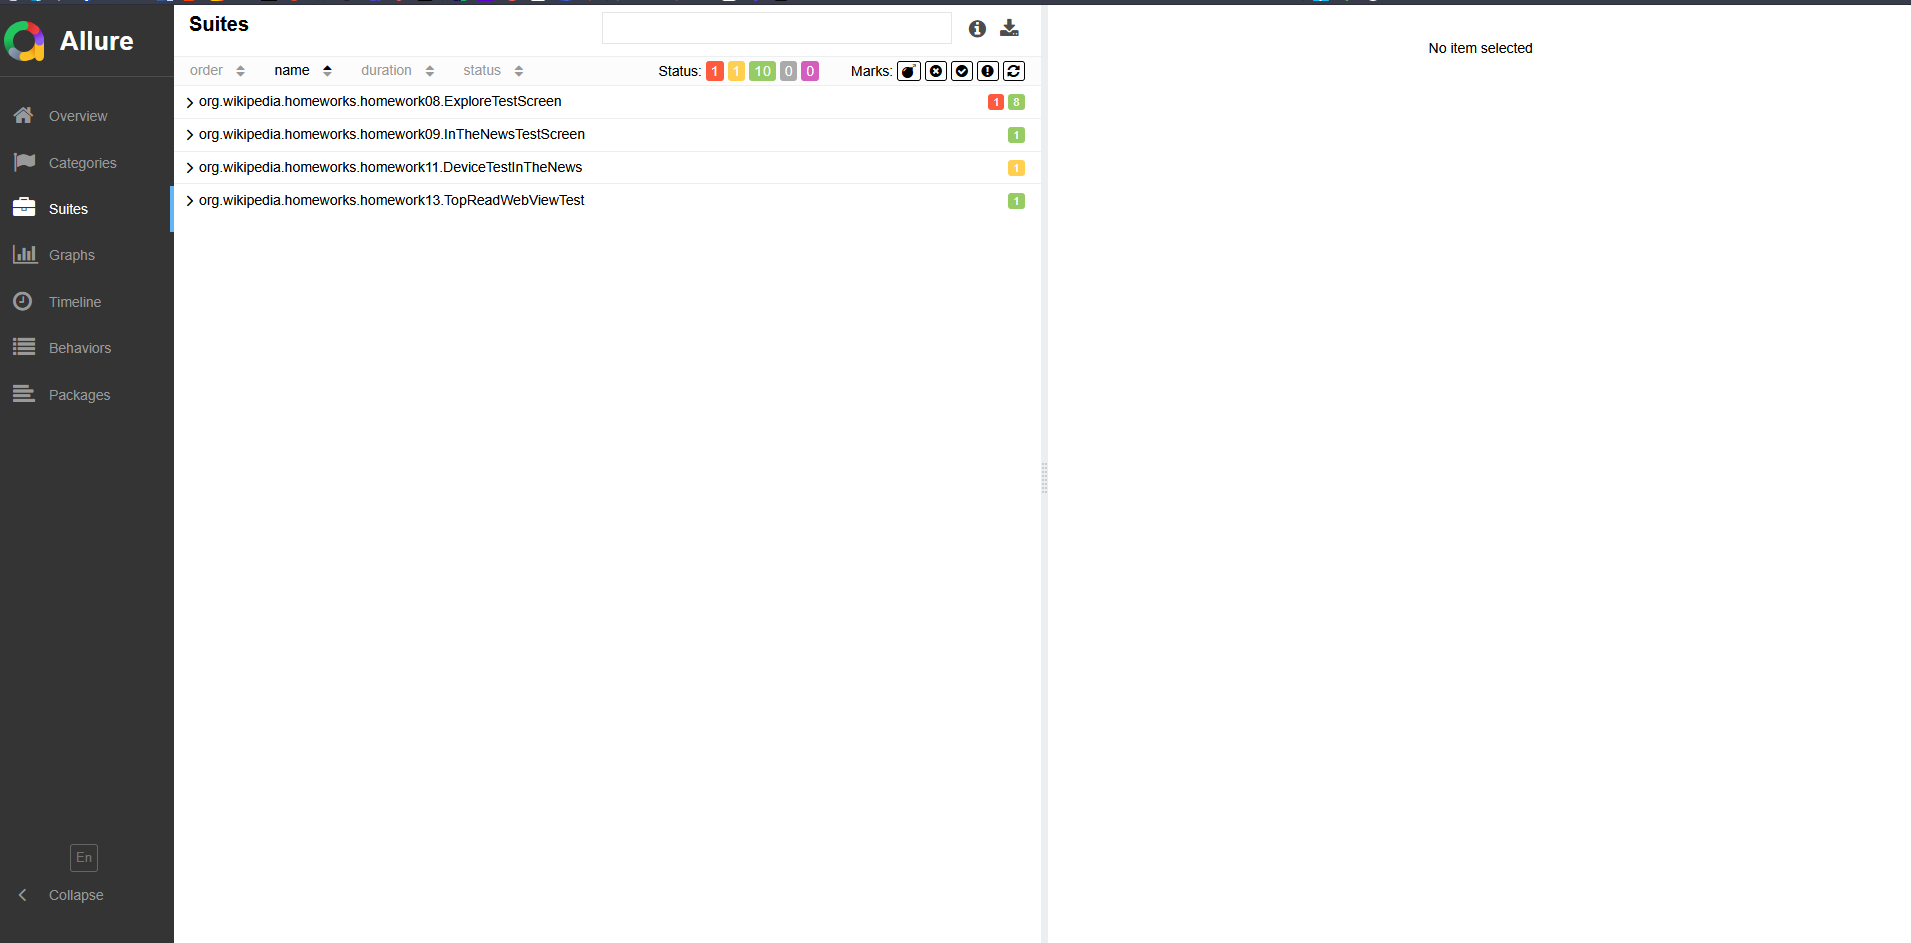 Allure
Overview
Categories
Suites
Graphs
Timeline
Behaviors
Packages
En
Collapse
Suites
order name duration status Status: 1 1 10 0 0 Marks:
org.wikipedia.homeworks.homework08.ExploreTestScreen 1 8
org.wikipedia.homeworks.homework09.InTheNewsTestScreen 1
org.wikipedia.homeworks.homework11.DeviceTestInTheNews 1
org.wikipedia.homeworks.homework13.TopReadWebViewTest 1
No item selected